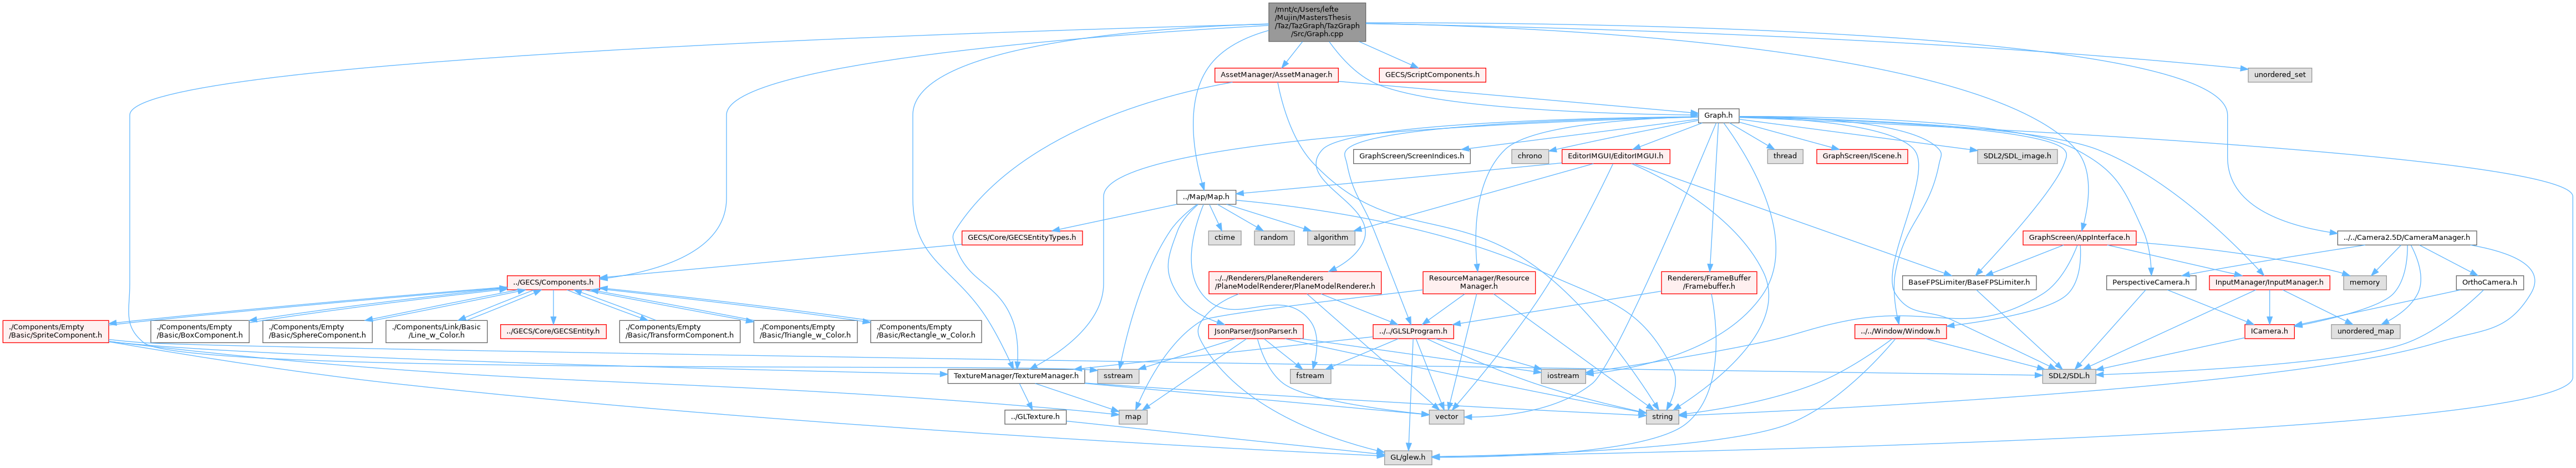 /mnt/c/Users/lefte
/Mujin/MastersThesis
/Taz/TazGraph/TazGraph
/Src/Graph.cpp
AssetManager/AssetManager.h
GECS/ScriptComponents.h
unordered_set
Graph.h
GraphScreen/ScreenIndices.h
chrono
EditorIMGUI/EditorIMGUI.h
thread
GraphScreen/IScene.h
SDL2/SDL_image.h
../Map/Map.h
GECS/Core/GECSEntityTypes.h
ctime
random
algorithm
GraphScreen/AppInterface.h
../../Camera2.5D/CameraManager.h
../GECS/Components.h
../../Renderers/PlaneRenderers
/PlaneModelRenderer/PlaneModelRenderer.h
ResourceManager/Resource
Manager.h
Renderers/FrameBuffer
/Framebuffer.h
BaseFPSLimiter/BaseFPSLimiter.h
PerspectiveCamera.h
InputManager/InputManager.h
memory
OrthoCamera.h
./Components/Empty
/Basic/SpriteComponent.h
./Components/Empty
/Basic/BoxComponent.h
./Components/Empty
/Basic/SphereComponent.h
./Components/Link/Basic
/Line_w_Color.h
../GECS/Core/GECSEntity.h
./Components/Empty
/Basic/TransformComponent.h
./Components/Empty
/Basic/Triangle_w_Color.h
./Components/Empty
/Basic/Rectangle_w_Color.h
JsonParser/JsonParser.h
../../GLSLProgram.h
../../Window/Window.h
ICamera.h
unordered_map
TextureManager/TextureManager.h
sstream
fstream
iostream
SDL2/SDL.h
../GLTexture.h
map
vector
string
GL/glew.h